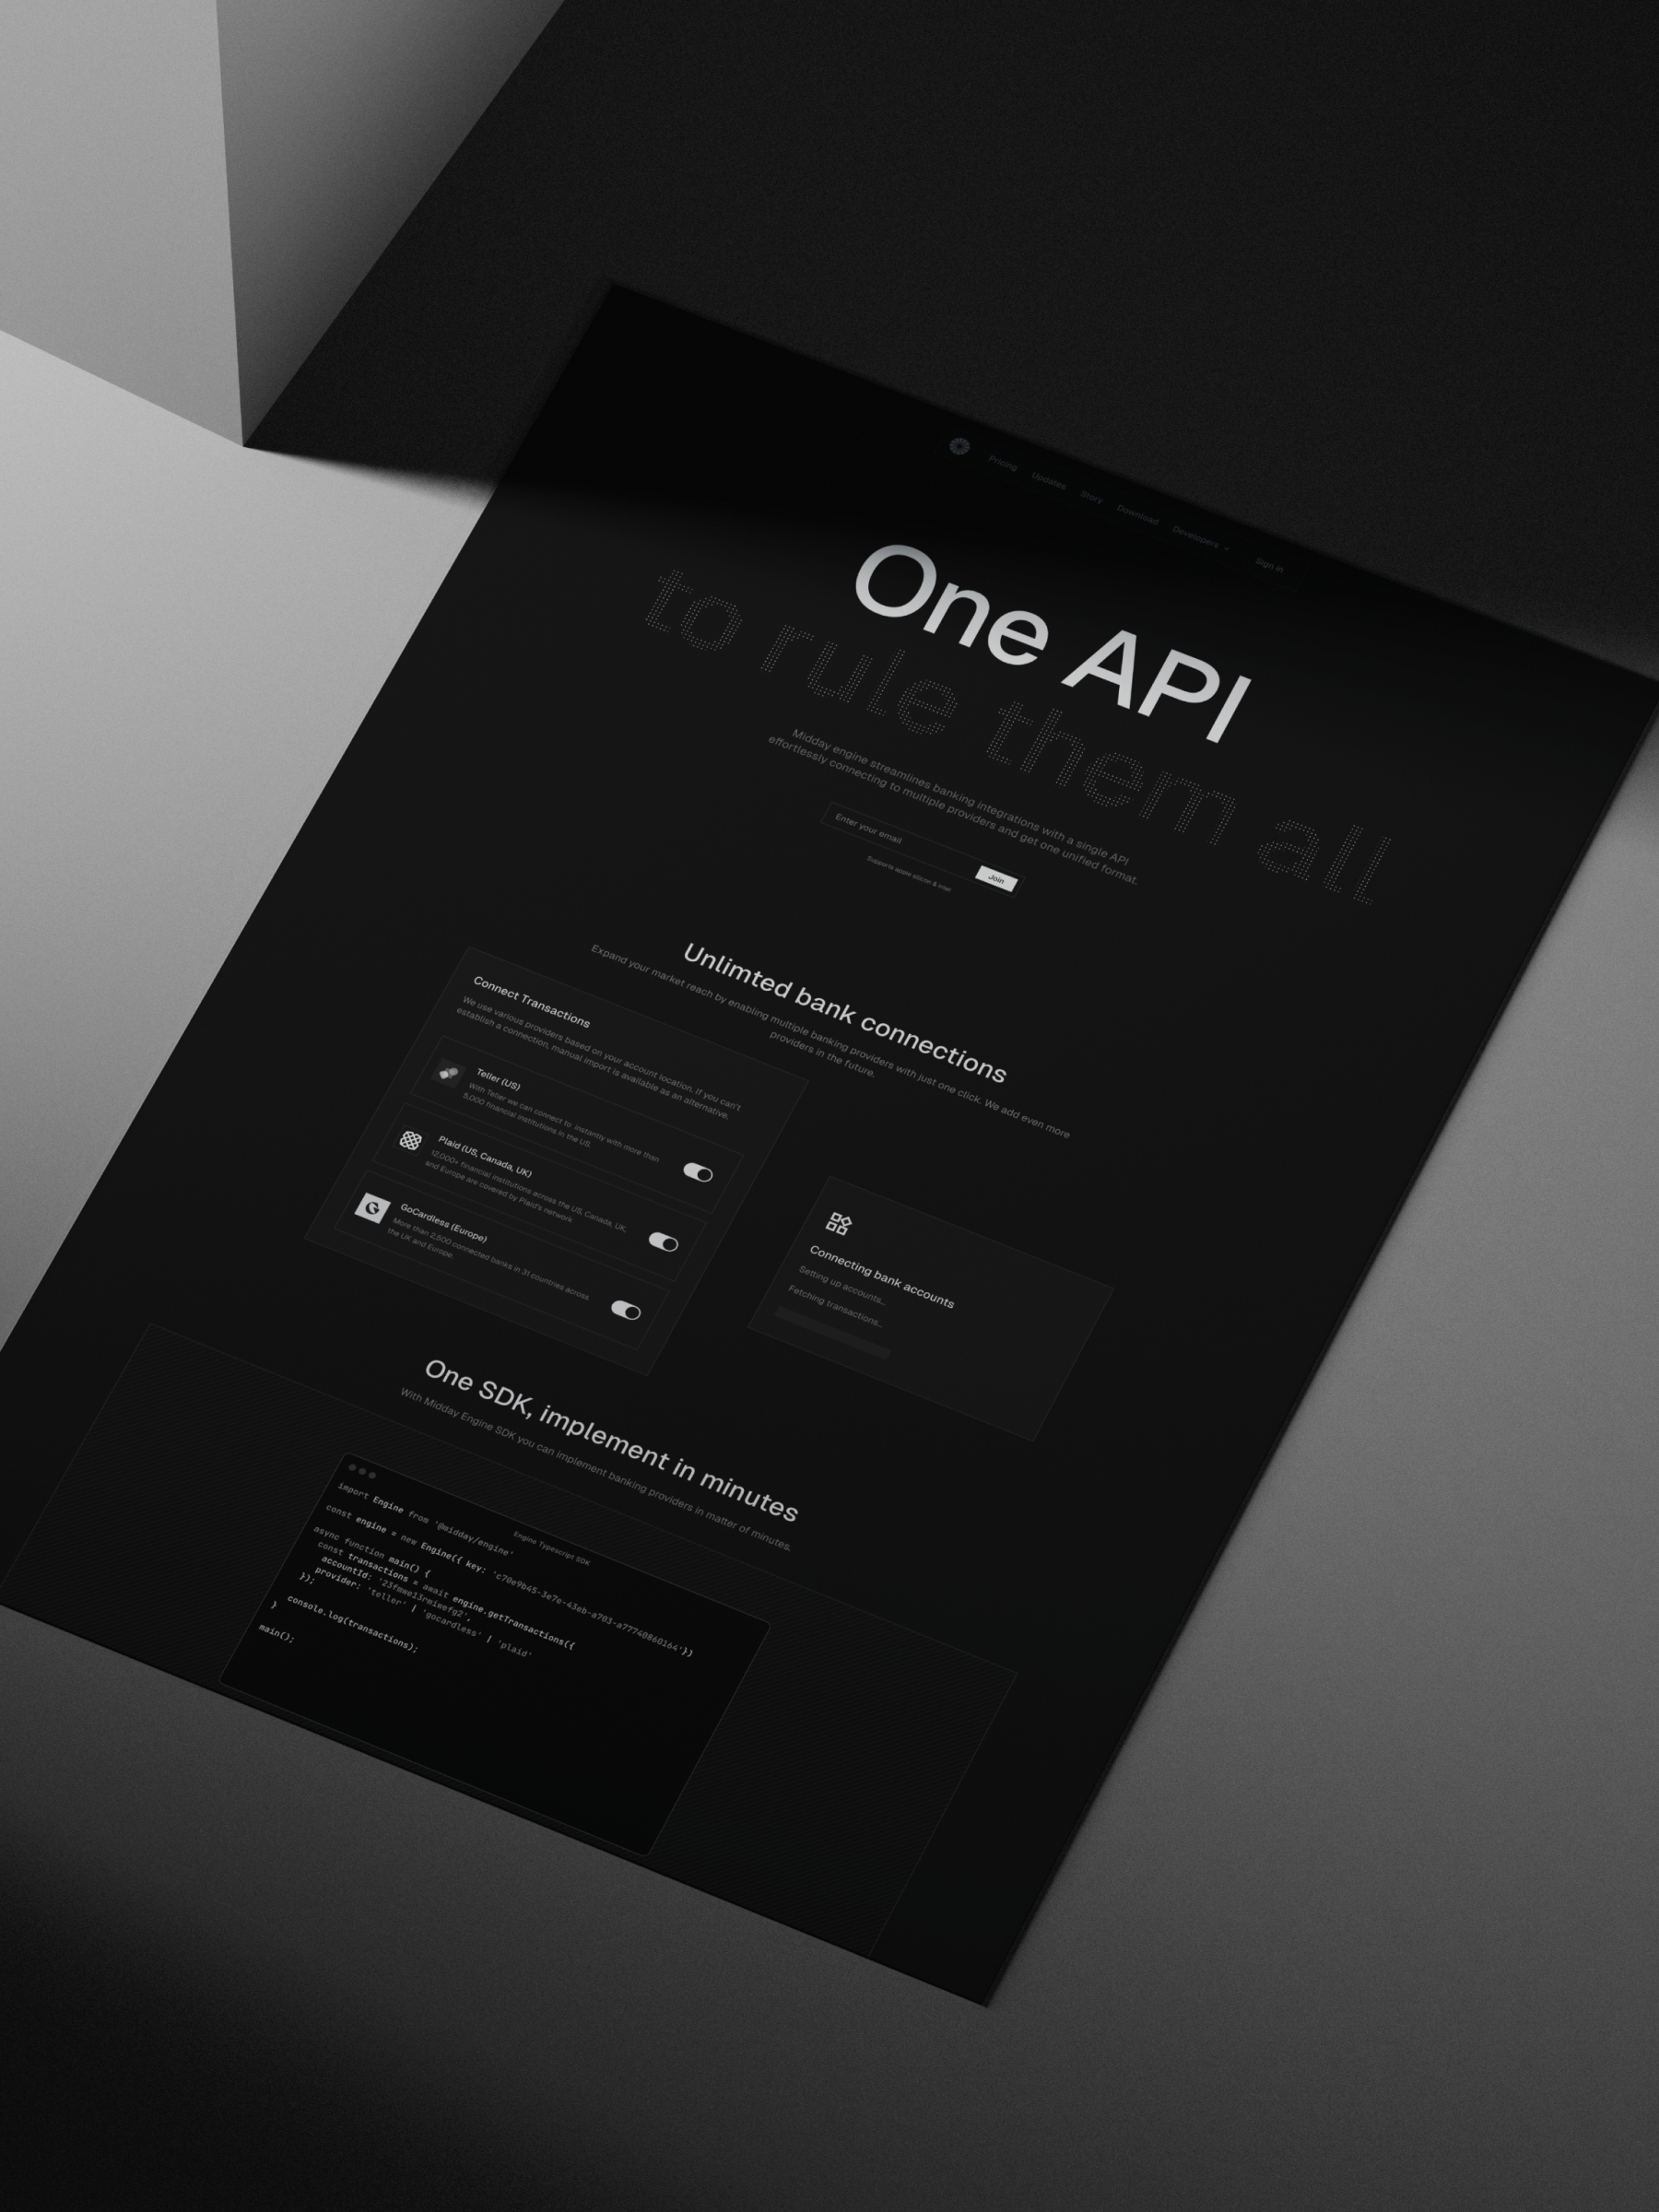 Pricing Updates Story Download Developers Sign in
One API
to rule them all
Midday engine streamlines banking integrations with a single API
effortlessly connecting to multiple providers and get one unified format.
Enter your email
Join
Supports apple silicon & intel
Unlimted bank connections
Expand your market reach by enabling multiple banking providers with just one click. We add even more
providers in the future.
Connect Transactions
We use various providers based on your account location. If you can't
establish a connection, manual import is available as an alternative.
Teller (US)
With Teller we can connect to instantly with more than
5,000 financial institutions in the US.
Plaid (US, Canada, UK)
12,000+ financial institutions across the US, Canada, UK,
and Europe are covered by Plaid's network
GoCardless (Europe)
More than 2,500 connected banks in 31 countries across
the UK and Europe.
Connecting bank accounts
Setting up accounts...
Fetching transactions...
One SDK, implement in minutes
With Midday Engine SDK you can implement banking providers in matter of minutes.
Engine Typescript SDK
import Engine from '@midday/engine'
const engine = new Engine({ key: 'c70e9b45-3e7e-43eb-a703-a77740860164'})
async function main() {
const transactions = await engine.getTransactions({
accountId:
provider: 'teller' | 'gocardless' | 'plaid'
});
console.log(transactions);
}
main();